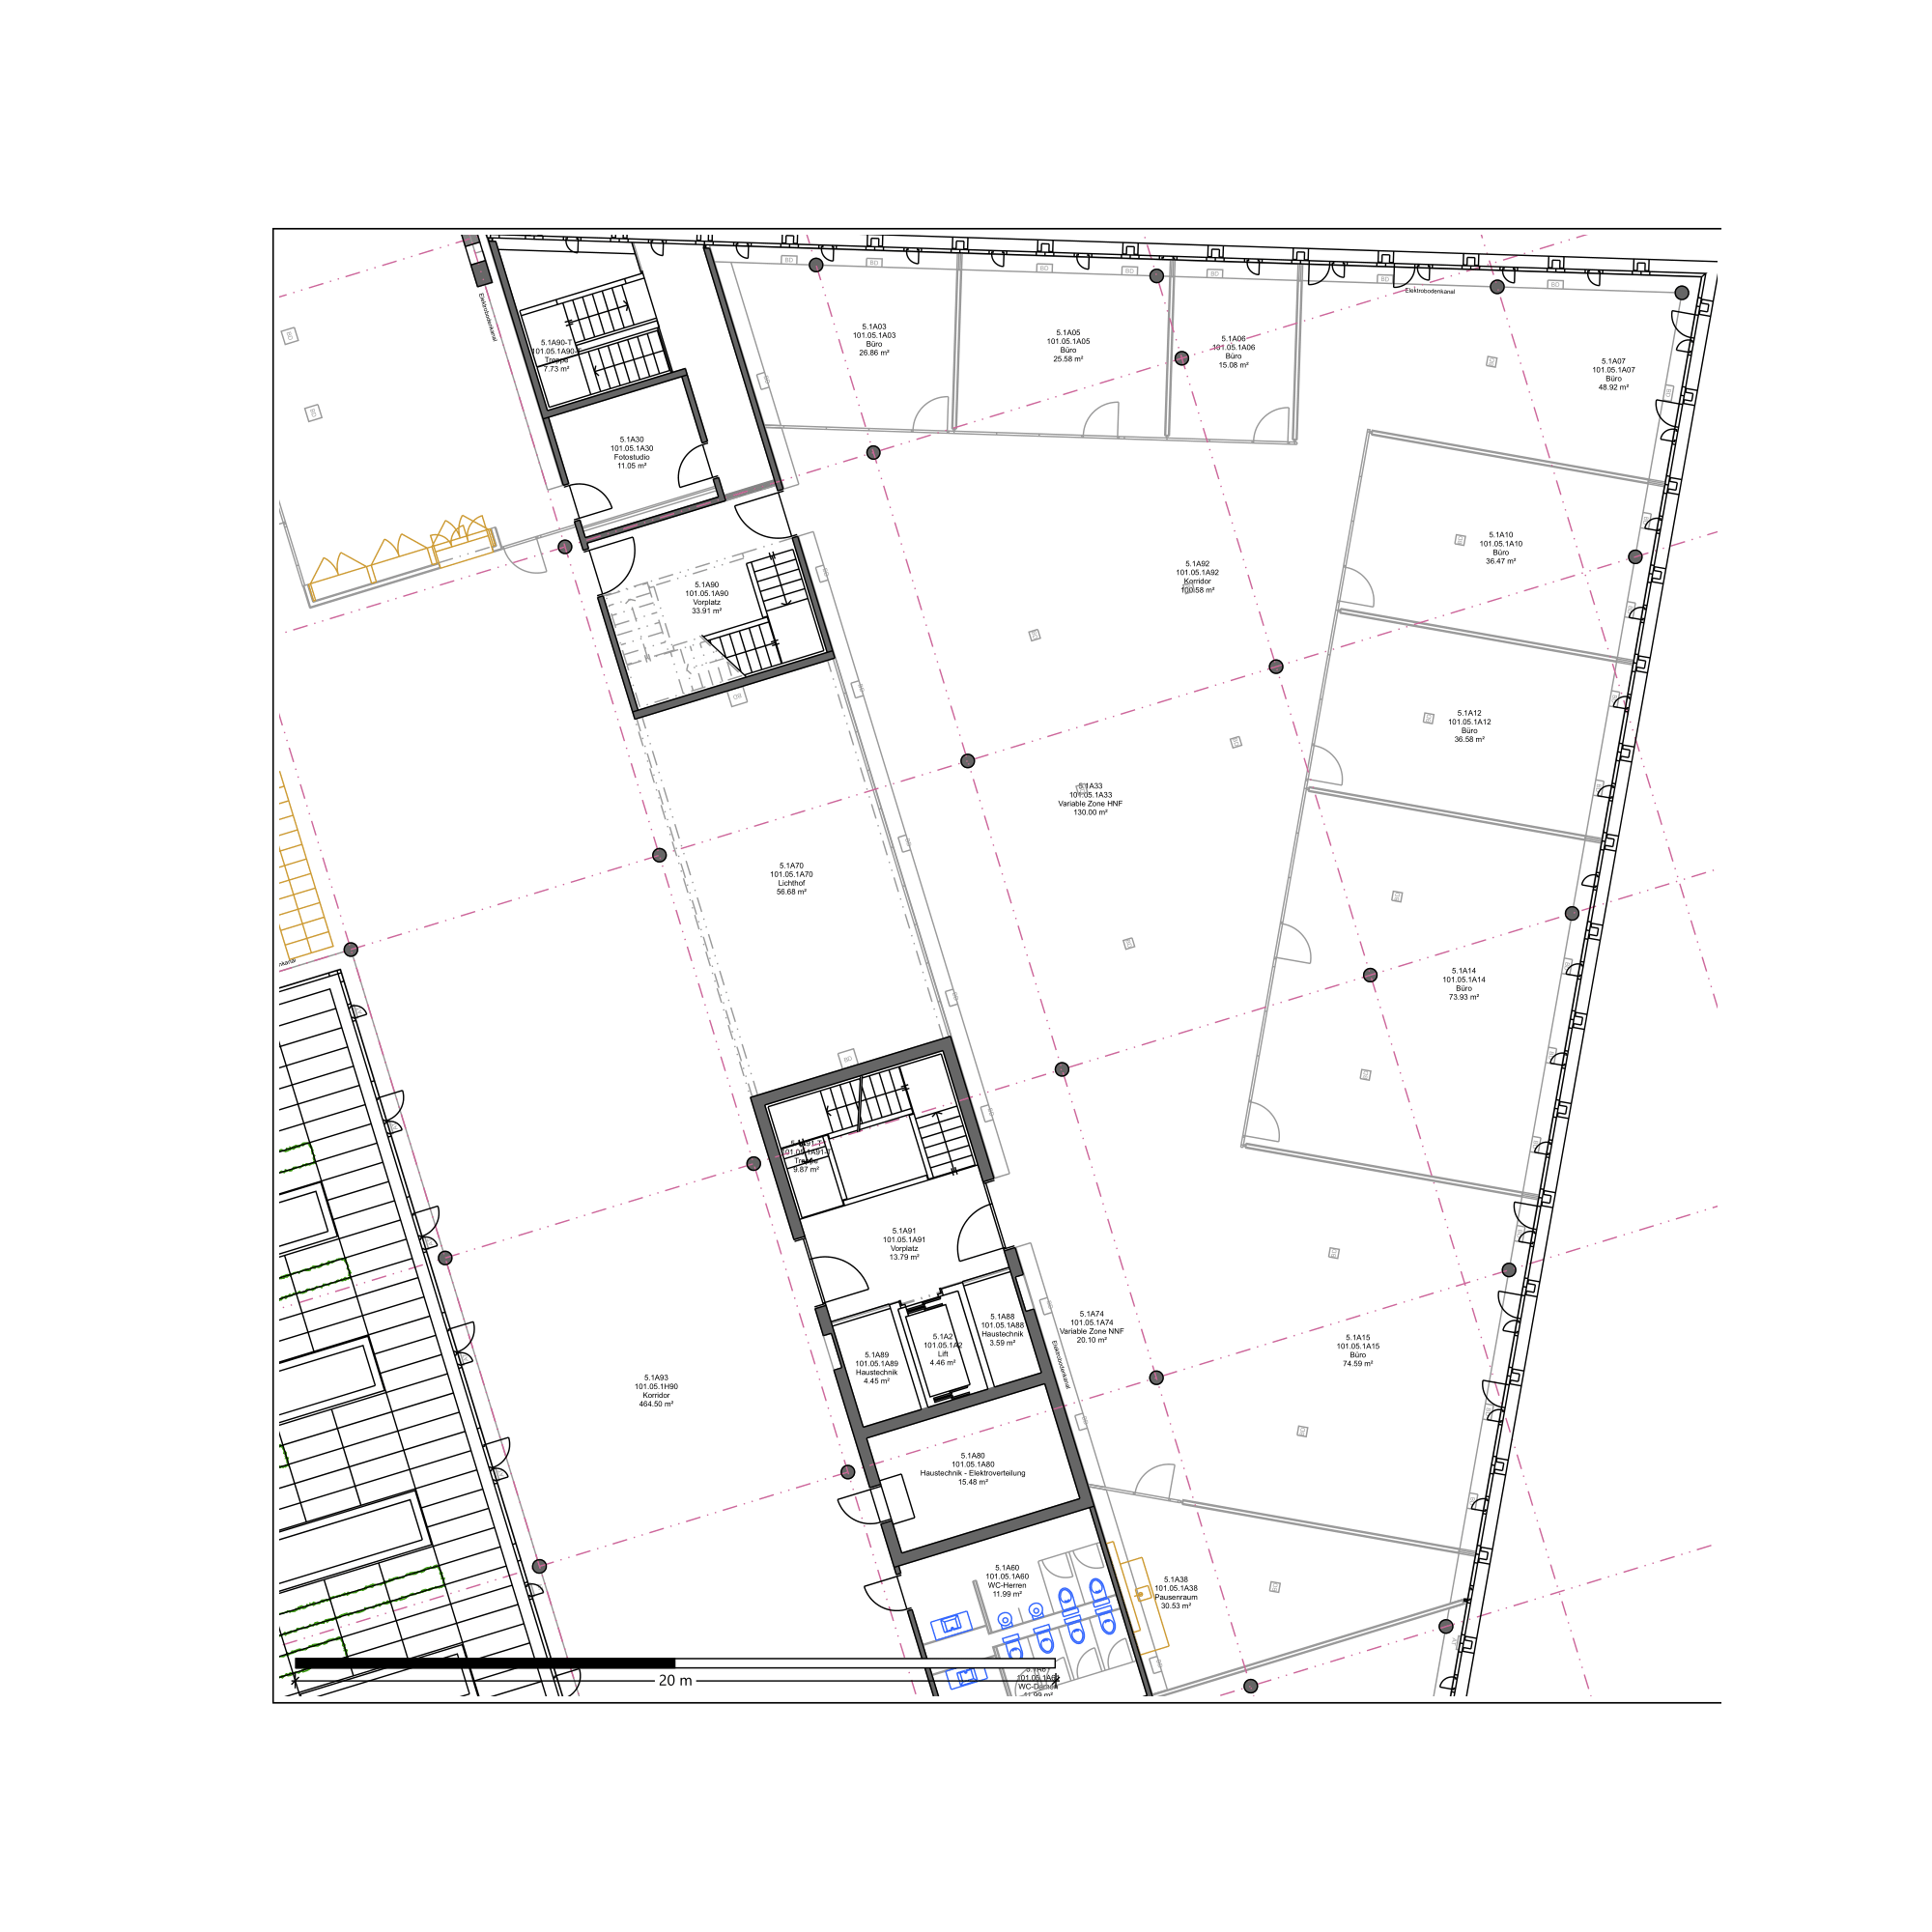 BD
BD
BD
BD
BD
BD
BD
Elektrobodenkanal
Elektrobodenkanal
5.1A03
101.05.1A03
Büro
26.86 m²
5.1A05
101.05.1A05
Büro
25.58 m²
5.1A06
101.05.1A06
Büro
15.08 m²
5.1A07
101.05.1A07
Büro
48.92 m²
5.1A90-T
101.05.1A90-
Treppe
7.73 m²
5.1A30
101.05.1A30
Fotostudio
11.05 m²
5.1A10
101.05.1A10
Büro
36.47 m²
5.1A92
101.05.1A92
Korridor
100.58 m²
5.1A90
101.05.1A90
Vorplatz
33.91 m²
BD
5.1A12
101.05.1A12
Büro
36.58 m²
5.1A33
101.05.1A33
Variable Zone HNF
130.00 m²
5.1A70
101.05.1A70
Lichthof
56.68 m²
5.1A14
101.05.1A14
Büro
73.93 m²
BD
Treppe
9.87 m²
5.1A91
101.05.1A91
Vorplatz
13.79 m²
5.1A88
101.05.1A88
Haustechnik
3.59 m²
5.1A2
101.05.1A2
Lift
4.46 m²
5.1A89
101.05.1A89
Haustechnik
4.45 m²
5.1A74
101.05.1A74
Variable Zone NNF
20.10 m²
Elektrobodenkanal
5.1A15
101.05.1A15
Büro
74.59 m²
5.1A93
101.05.1H90
Korridor
464.50 m²
5.1A80
101.05.1A80
Haustechnik - Elektroverteilung
15.48 m²
5.1A60
101.05.1A60
WC-Herren
11.99 m²
5.1A38
101.05.1A38
Pausenraum
30.53 m²
WC-Damen
11.99 m²
20 m